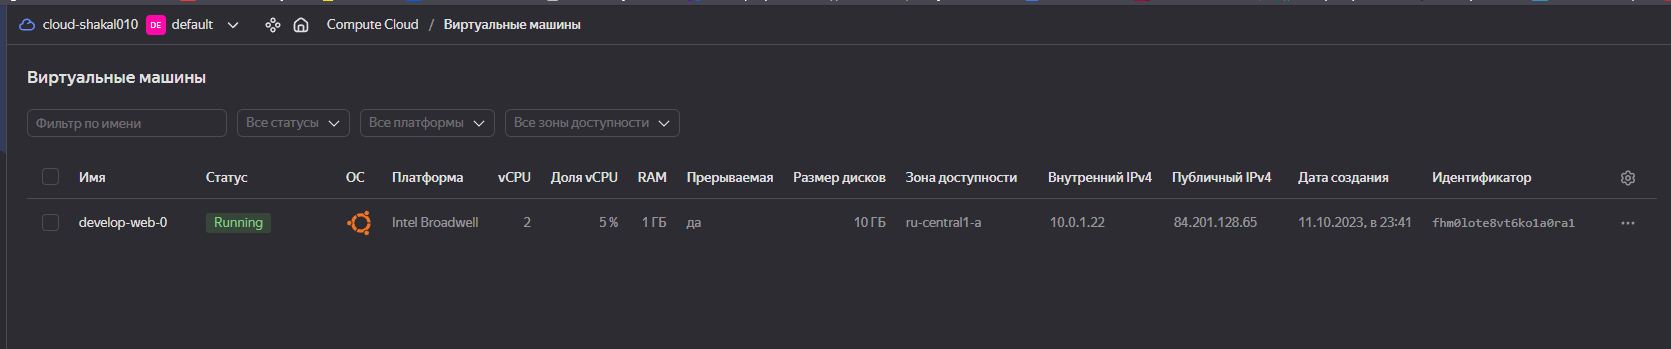 cloud-shakal010 DE default Compute Cloud / Виртуальные машины
Виртуальные машины
Фильтр по имени Все статусы Все платформы Все зоны доступности
Имя Статус ОС Платформа vCPU Доля vCPU RAM Прерываемая Размер дисков Зона доступности Внутренний IPv4 Публичный IPv4 Дата создания Идентификатор
develop-web-0 Running Intel Broadwell 2 5 % 1 ГБ да 10 ГБ ru-central1-a 10.0.1.22 84.201.128.65 11.10.2023, в 23:41 fhm0lote8vt6ko1a0ra1